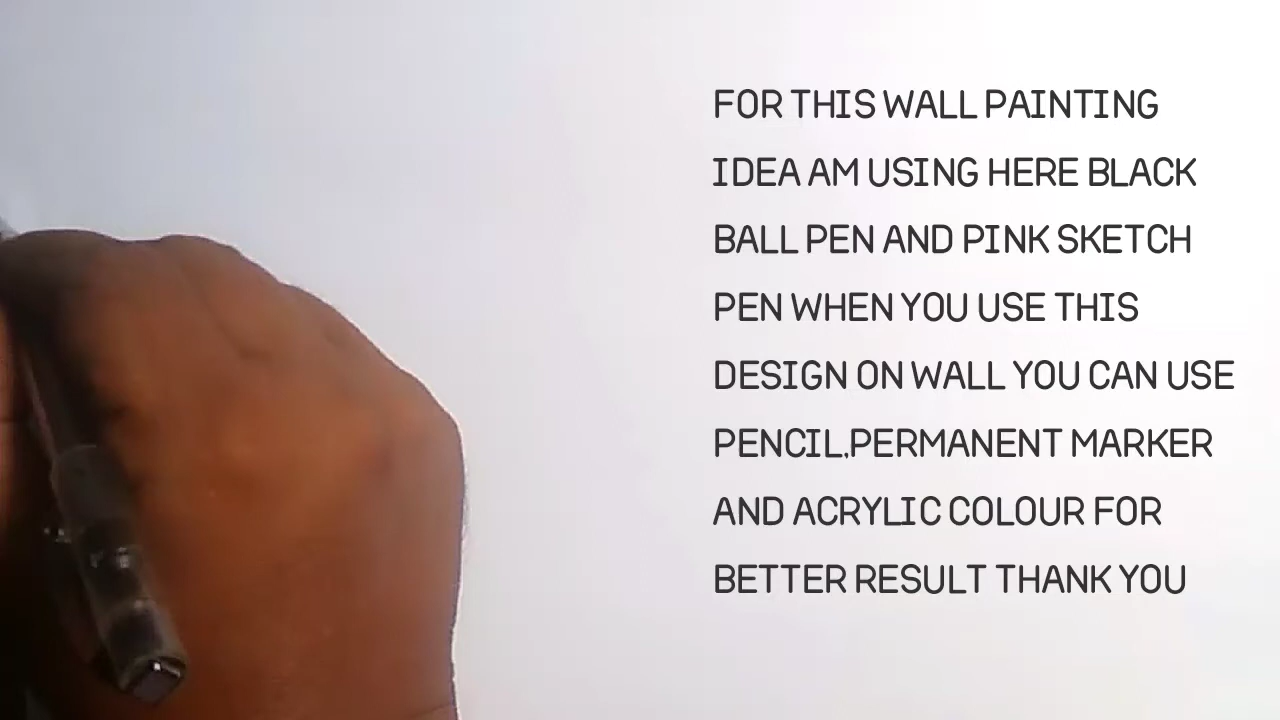 FOR THIS WALL PAINTING
IDEA AM USING HERE BLACK
BALL PEN AND PINK SKETCH
PEN WHEN YOU USE THIS
DESIGN ON WALL YOU CAN USE
PENCIL,PERMANENT MARKER
AND ACRYLIC COLOUR FOR
BETTER RESULT THANK YOU